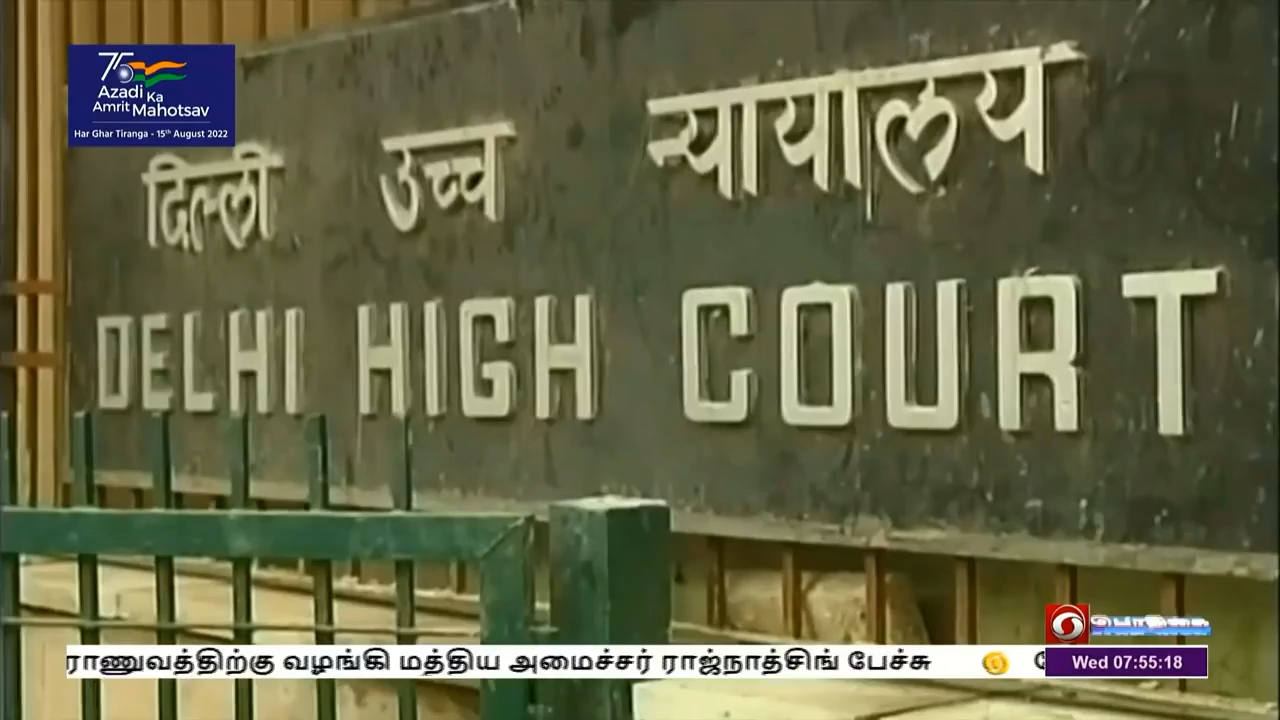 75
Azadi
Ka
Amrit Mahotsav
Har Ghar Tiranga - 15th August 2022
दिल्ली उच्च न्यायालय
DELHI HIGH COURT
பொதிகை
ராணுவத்திற்கு வழங்கி மத்திய அமைச்சர் ராஜ்நாத்சிங் பேச்சு
Wed 07:55:18